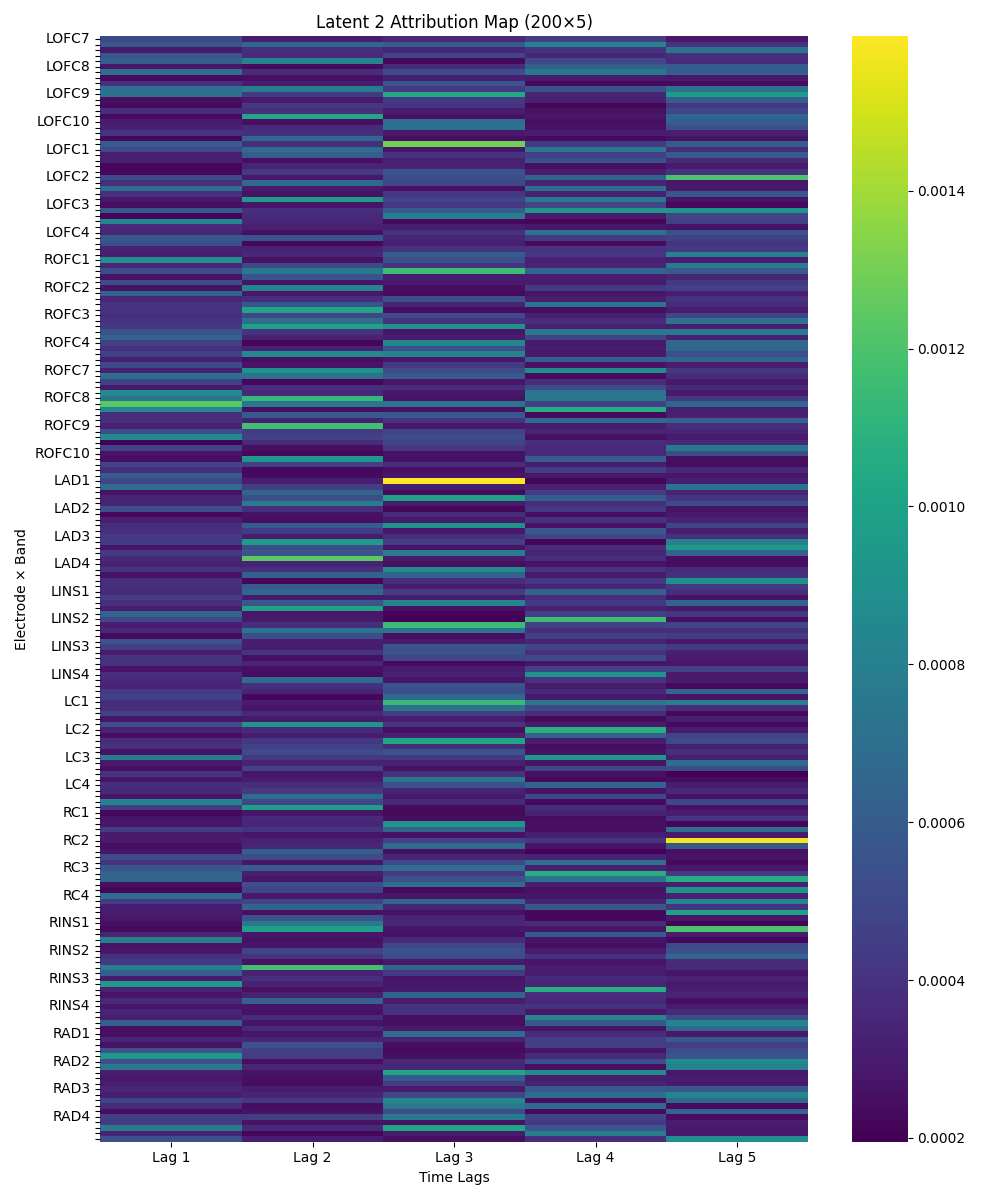 Latent 2 Attribution Map (200×5)
LOFC7
LOFC8
LOFC9
LOFC10
LOFC1
LOFC2
LOFC3
LOFC4
ROFC1
ROFC2
ROFC3
ROFC4
ROFC7
ROFC8
ROFC9
ROFC10
LAD1
LAD2
LAD3
LAD4
LINS1
LINS2
LINS3
LINS4
LC1
LC2
LC3
LC4
RC1
RC2
RC3
RC4
RINS1
RINS2
RINS3
RINS4
RAD1
RAD2
RAD3
RAD4
Electrode × Band
Lag 1 Lag 2 Lag 3 Lag 4 Lag 5
Time Lags
0.0014
0.0012
0.0010
0.0008
0.0006
0.0004
0.0002